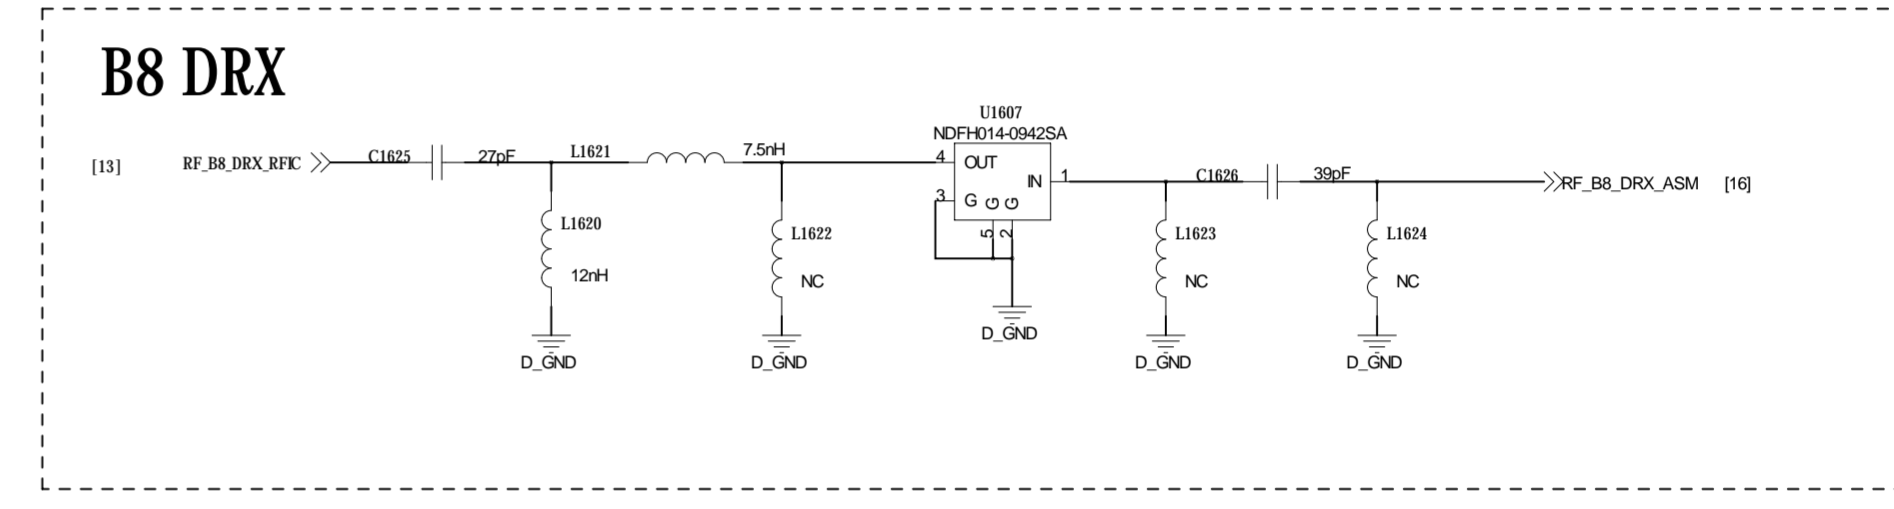 B8 DRX
U1607
NDFH014-0942SA
[13] RF_B8_DRX_RFIC C1625 27pF L1621 7.5nH 4 OUT
IN 1 C1626 39pF RF_B8_DRX_ASM [16]
3 G G G
5 2
L1620
12nH
L1622
NC
L1623
NC
L1624
NC
D_GND
D_GND
D_GND
D_GND
D_GND